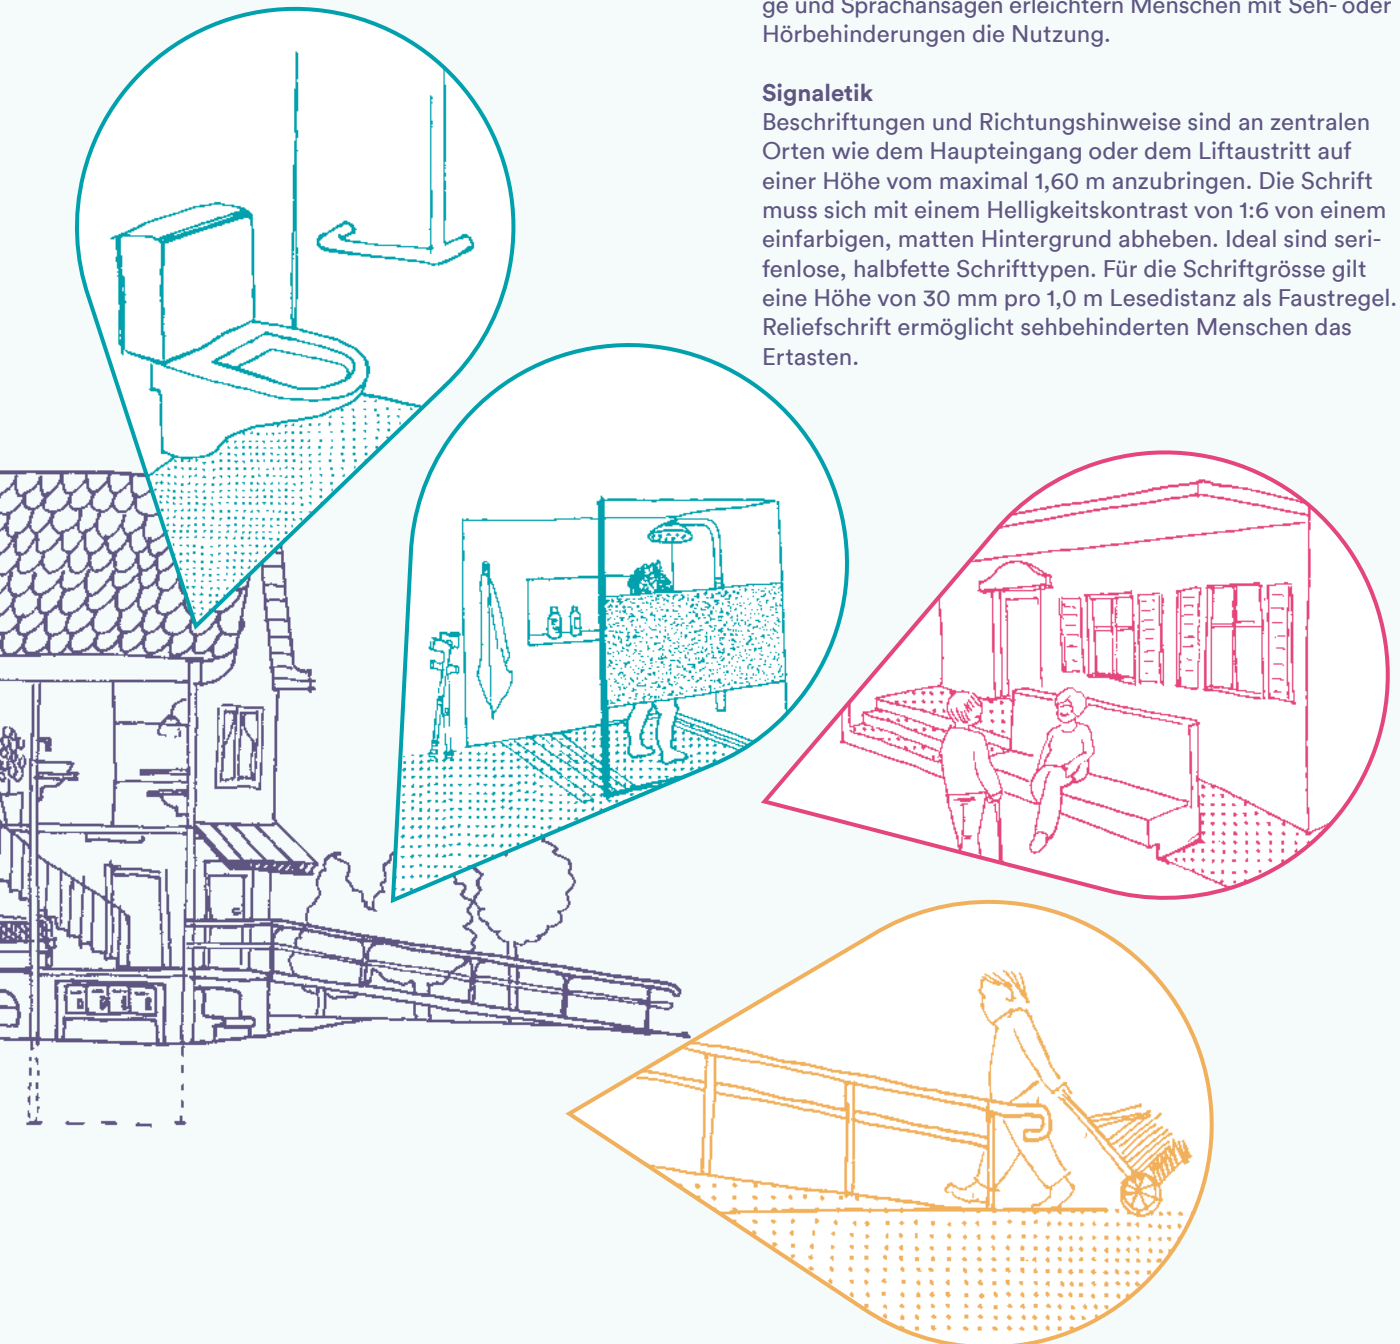 ge und Sprachansagen erleichtern Menschen mit Seh- oder
Hörbehinderungen die Nutzung.
Signaletik
Beschriftungen und Richtungshinweise sind an zentralen
Orten wie dem Haupteingang oder dem Liftaustritt auf
einer Höhe vom maximal 1,60 m anzubringen. Die Schrift
muss sich mit einem Helligkeitskontrast von 1:6 von einem
einfarbigen, matten Hintergrund abheben. Ideal sind seri-
fenlose, halbfette Schrifttypen. Für die Schriftgrösse gilt
eine Höhe von 30 mm pro 1,0 m Lesedistanz als Faustregel.
Reliefschrift ermöglicht sehbehinderten Menschen das
Ertasten.